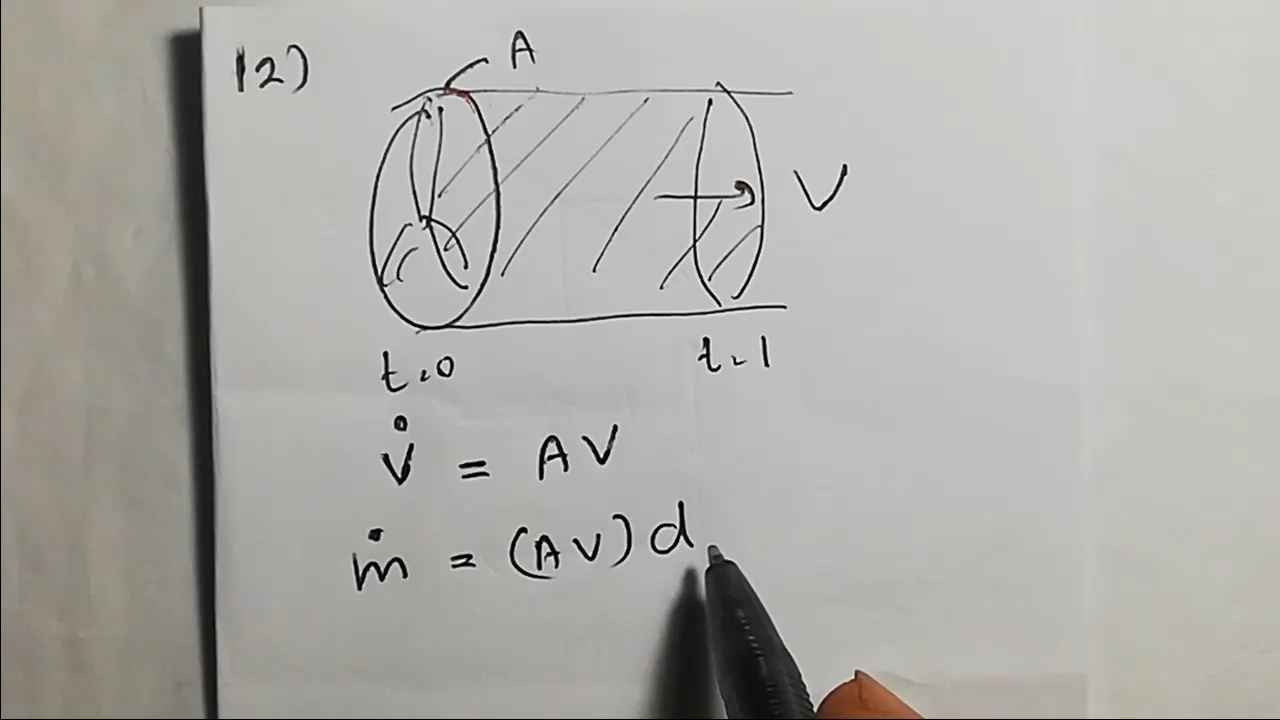 12)
A
V
t=0 t=1
V̇ = AV
ṁ = (AV)d